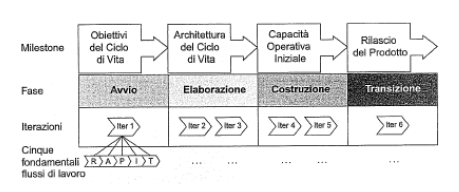 Milestone
Obiettivi del Ciclo di Vita
Architettura del Ciclo di Vita
Capacità Operativa Iniziale
Rilascio del Prodotto
Fase
Avvio
Elaborazione
Costruzione
Transizione
Iterazioni
Iter 1
Iter 2
Iter 3
Iter 4
Iter 5
Iter 6
Cinque fondamentali flussi di lavoro
R A P I T
...
...
...
...
...